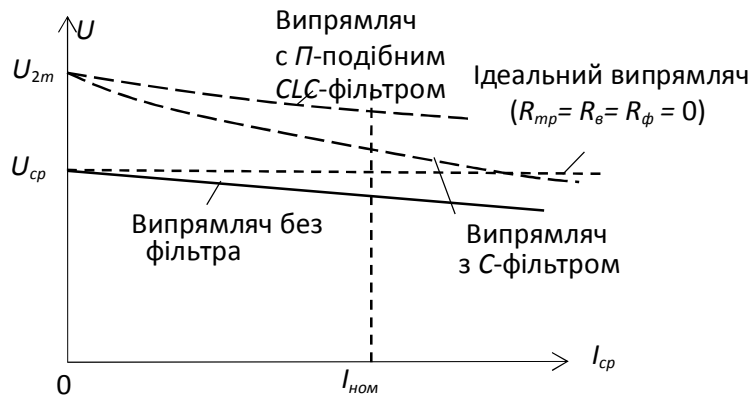 U
U2m
Випрямляч
с П-подібним
CLC-фільтром
Ідеальний випрямляч
(Rтр= Rв= Rф = 0)
Uср
Випрямляч без
фільтра
Випрямляч
з С-фільтром
0
Iном
Iср